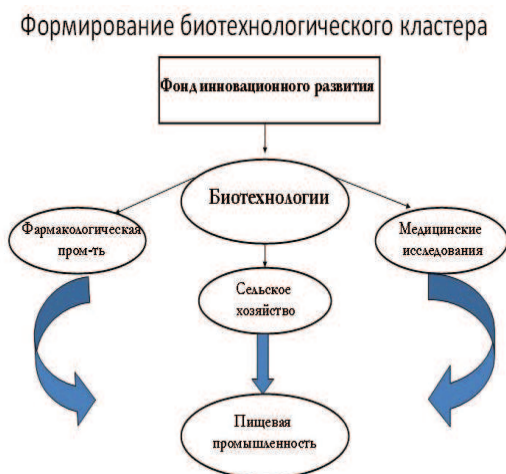 Формирование биотехнологического кластера
Фонд инновационного развития
Биотехнологии
Фармакологическая
пром-ть
Медицинские
исследования
Сельское
хозяйство
Пищевая
промышленность